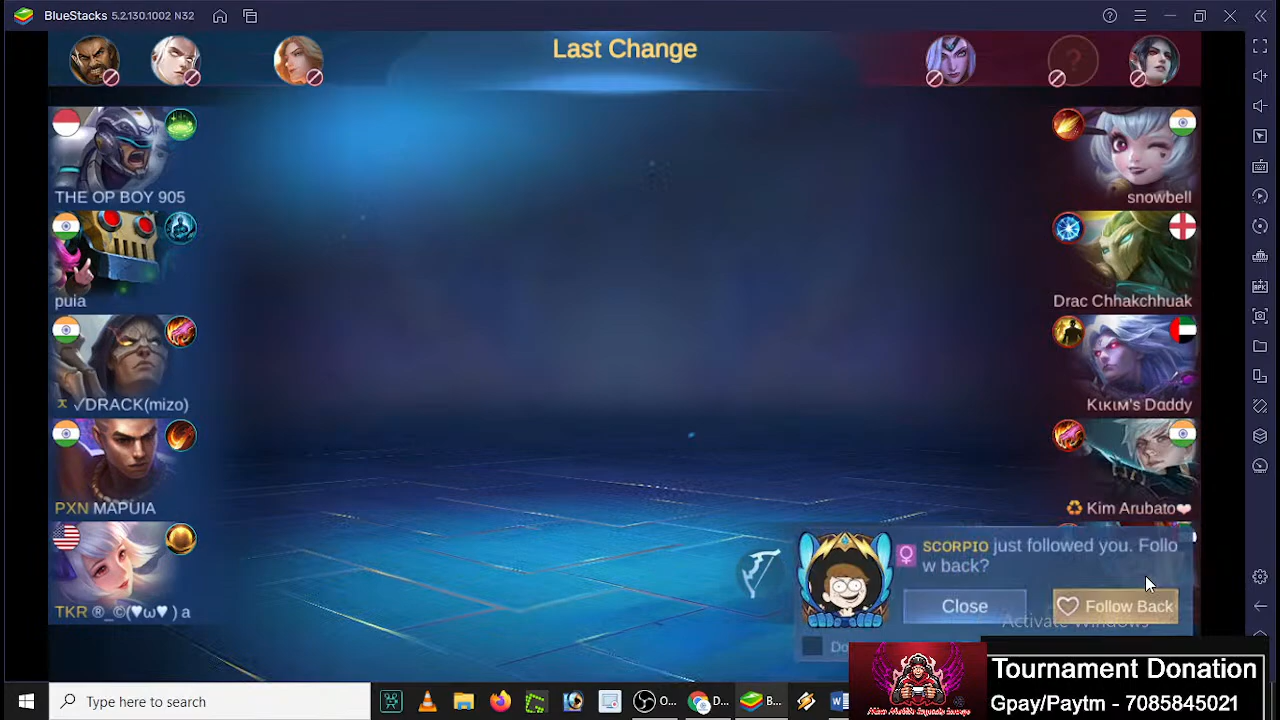 BlueStacks 5.2.130.1002 N32
Last Change
THE OP BOY 905
snowbell
puia
Drac Chhakchhuak
ㅈ √DRACK(mizo)
Kıкıм's Daddy
PXN MAPUIA
Kim Arubato❤
TKR ®_©(♥ω♥ ) a
SCORPIO just followed you. Follo
w back?
Close
Follow Back
Activate Windows
Do
Type here to search
O...
D...
B...
Tournament Donation
Gpay/Paytm - 7085845021